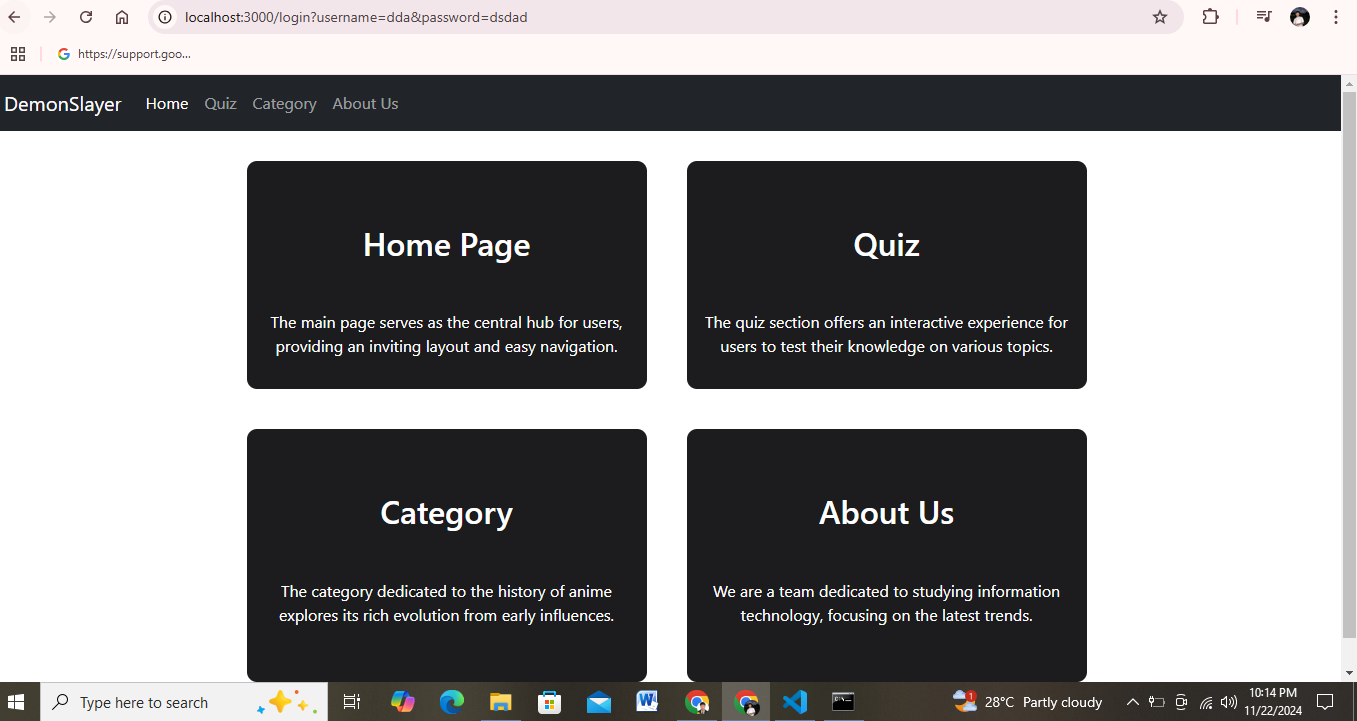 localhost:3000/login?username=dda&password=dsdad
https://support.goo...
DemonSlayer Home Quiz Category About Us
Home Page
The main page serves as the central hub for users,
providing an inviting layout and easy navigation.
Quiz
The quiz section offers an interactive experience for
users to test their knowledge on various topics.
Category
The category dedicated to the history of anime
explores its rich evolution from early influences.
About Us
We are a team dedicated to studying information
technology, focusing on the latest trends.
Type here to search
1
28°C Partly cloudy
10:14 PM
11/22/2024